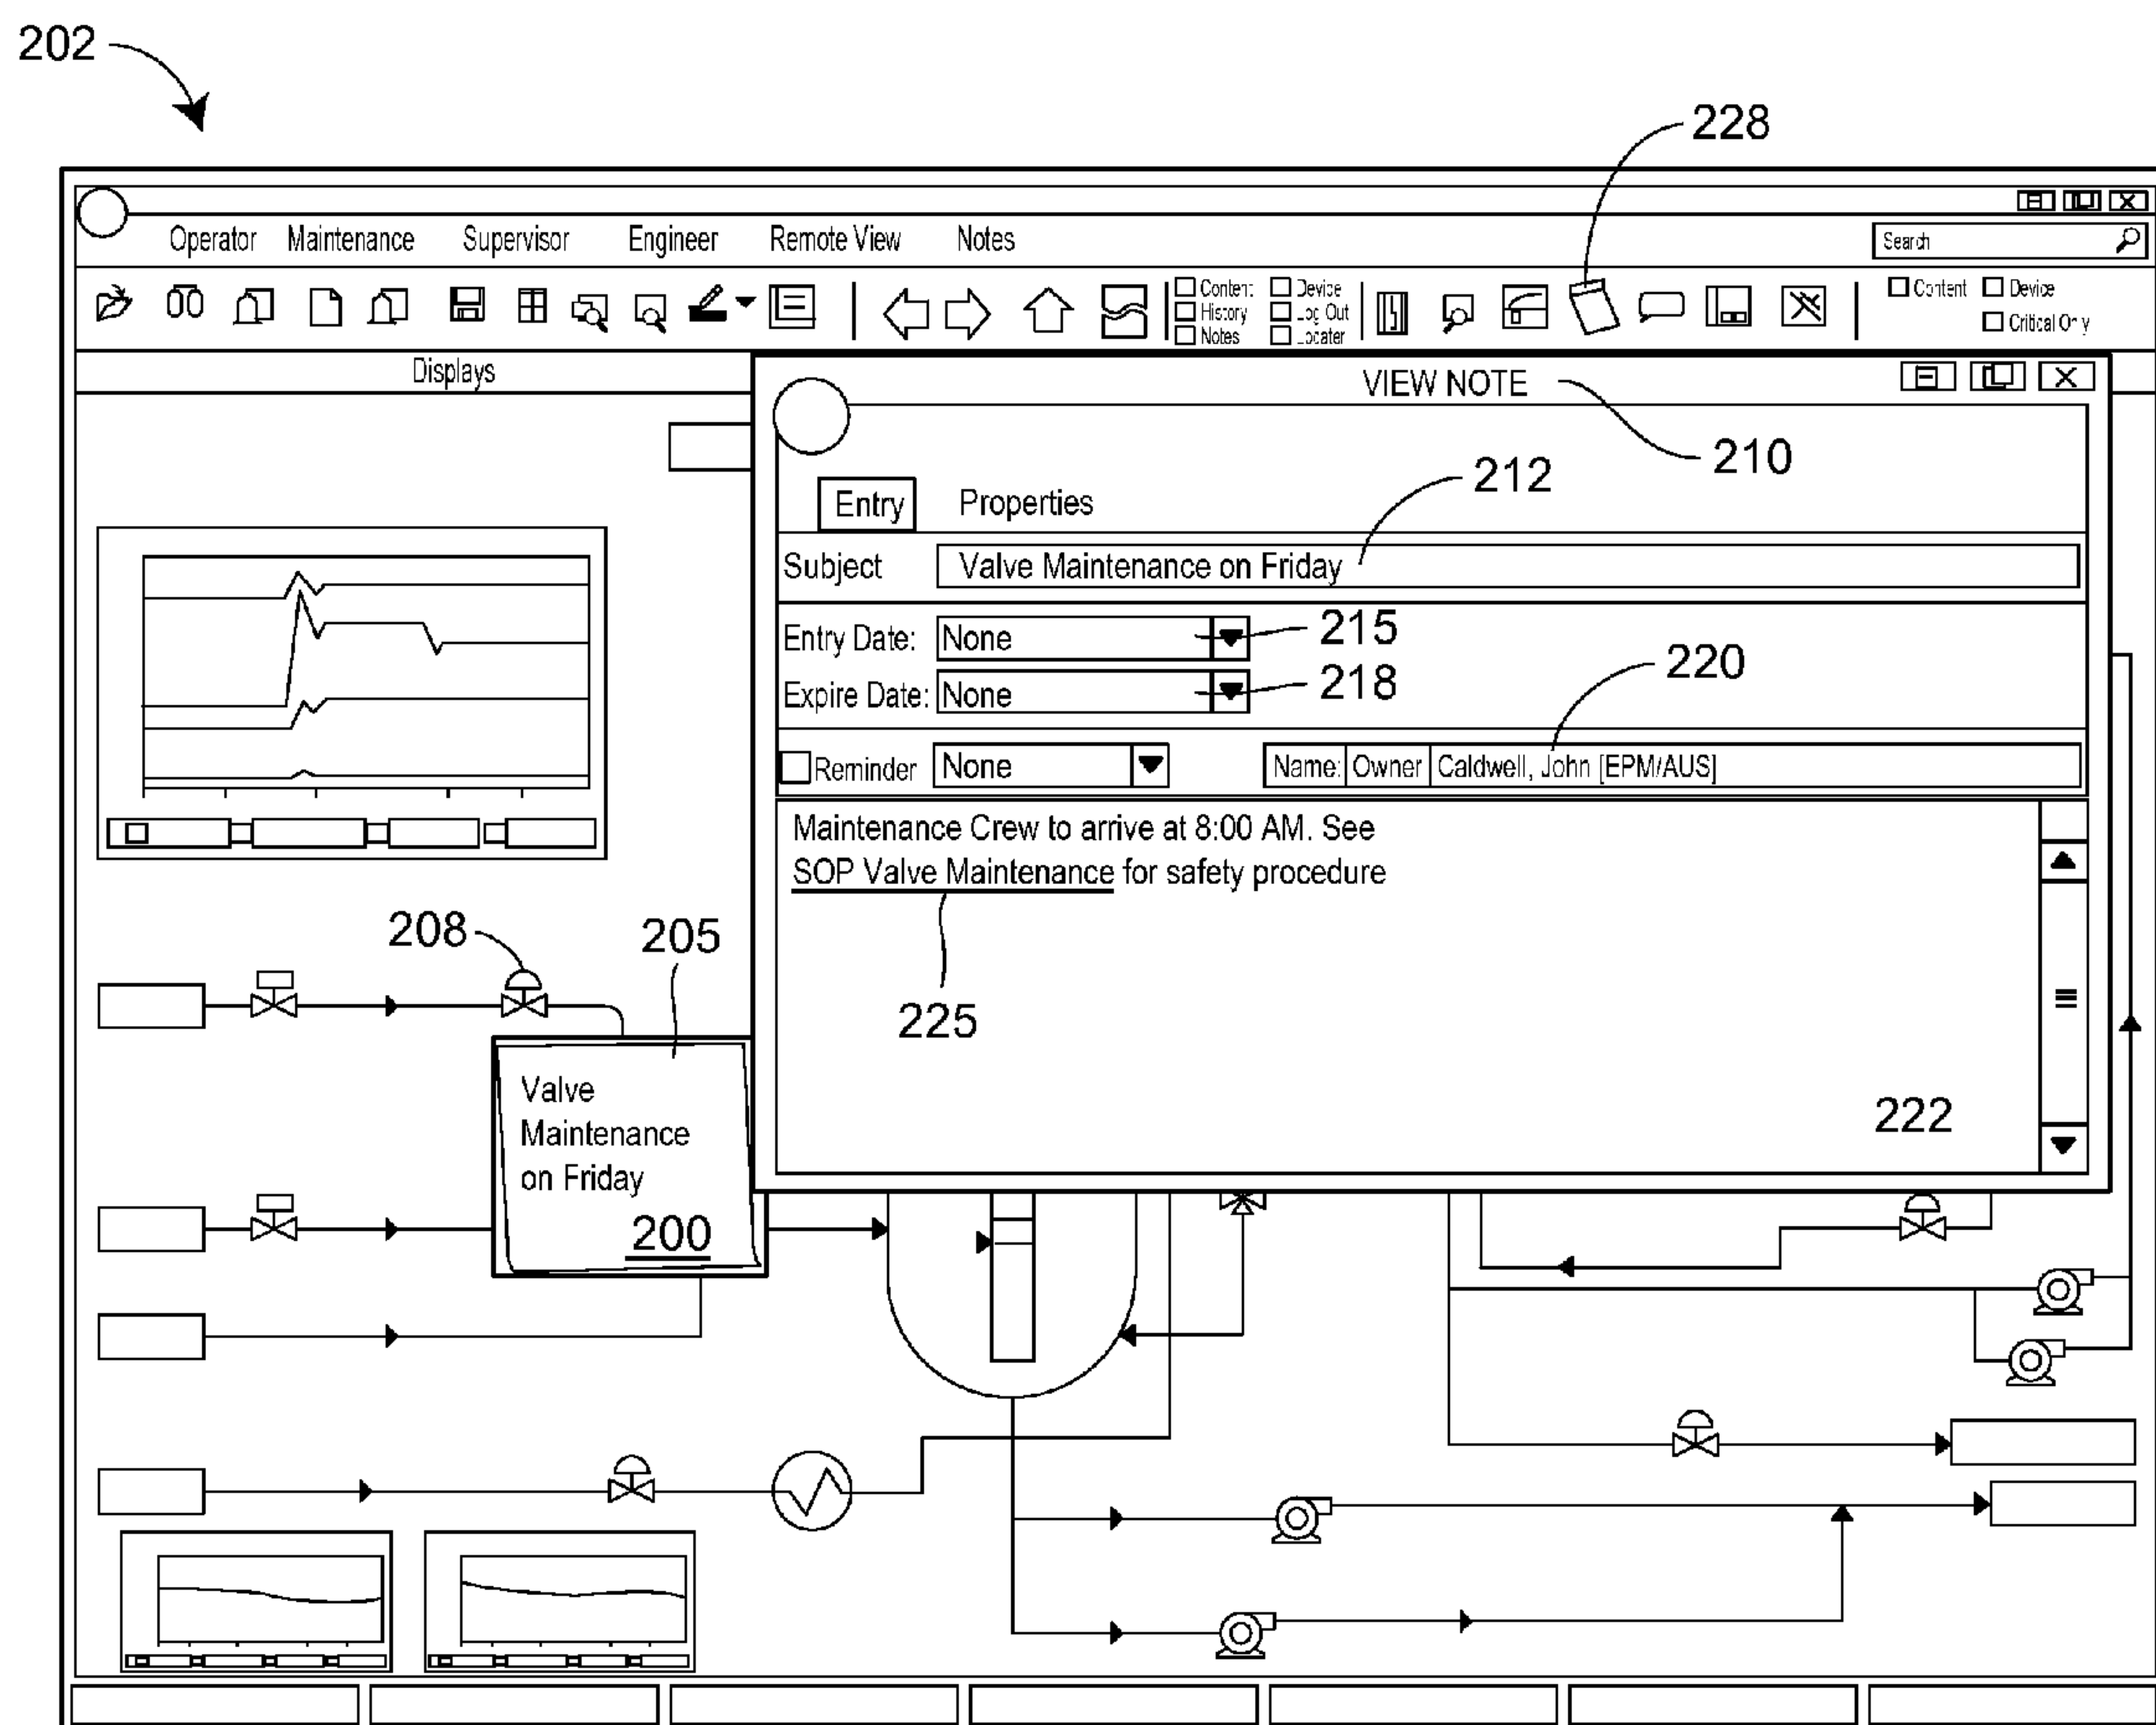 202
228
Operator Maintenance Supervisor Engineer Remote View Notes Search
Content Device
History Log Out
Notes Locater
Content Device
Critical Only
Displays
VIEW NOTE
210
212
Entry Properties
Subject Valve Maintenance on Friday
Entry Date: None 215
Expire Date: None 218
220
Reminder None Name: Owner Caldwell, John [EPM/AUS]
Maintenance Crew to arrive at 8:00 AM. See
SOP Valve Maintenance for safety procedure
208
205
225
222
Valve
Maintenance
on Friday
200